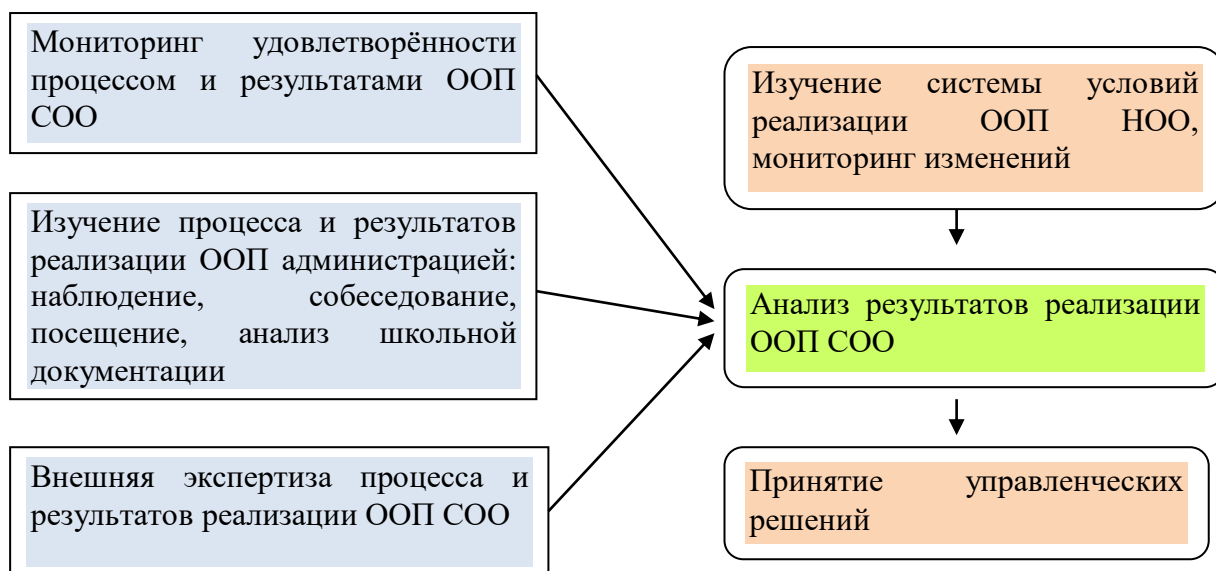 Мониторинг удовлетворённости
процессом и результатами ООП
СОО
Изучение процесса и результатов
реализации ООП администрацией:
наблюдение, собеседование,
посещение, анализ школьной
документации
Внешняя экспертиза процесса и
результатов реализации ООП СОО
Изучение системы условий
реализации ООП НОО,
мониторинг изменений
Анализ результатов реализации
ООП СОО
Принятие управленческих
решений